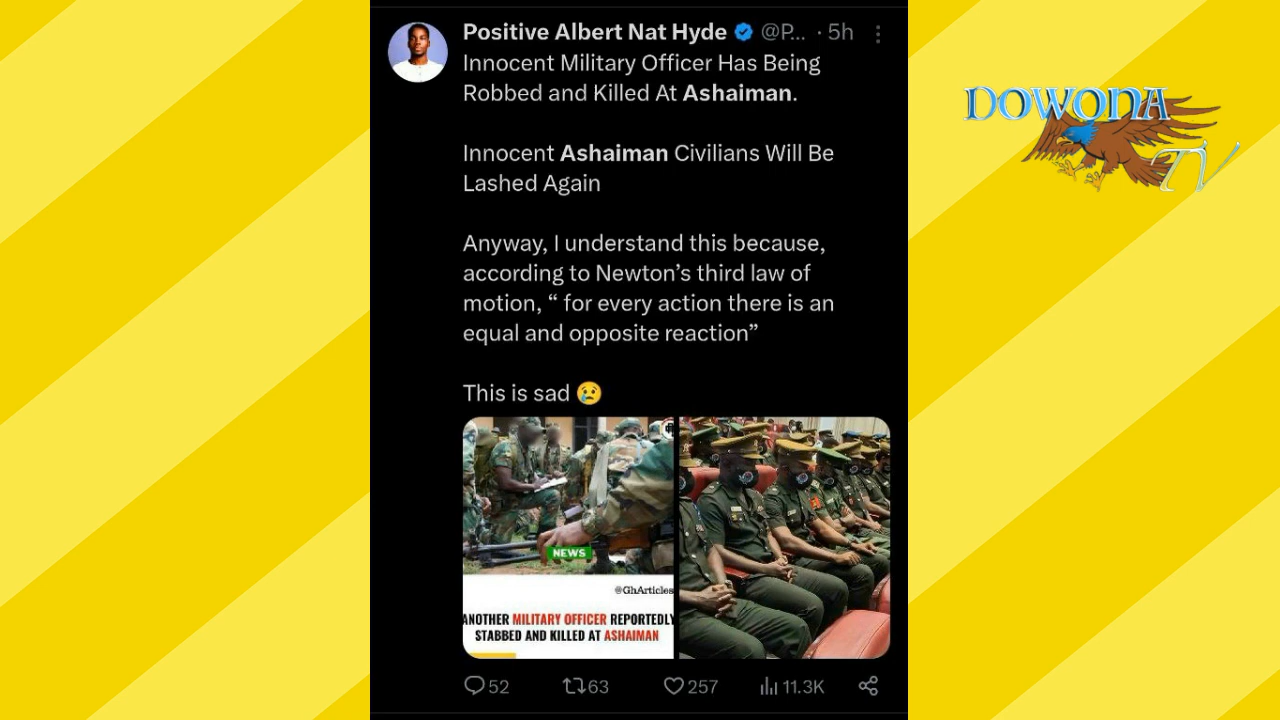 Positive Albert Nat Hyde @P... · 5h
Innocent Military Officer Has Being
Robbed and Killed At Ashaiman.
Innocent Ashaiman Civilians Will Be
Lashed Again
Anyway, I understand this because,
according to Newton’s third law of
motion, “ for every action there is an
equal and opposite reaction”
This is sad 😢
NEWS
@GhArticles
ANOTHER MILITARY OFFICER REPORTEDLY
STABBED AND KILLED AT ASHAIMAN
52 63 257 11.3K
DOWONA
TV